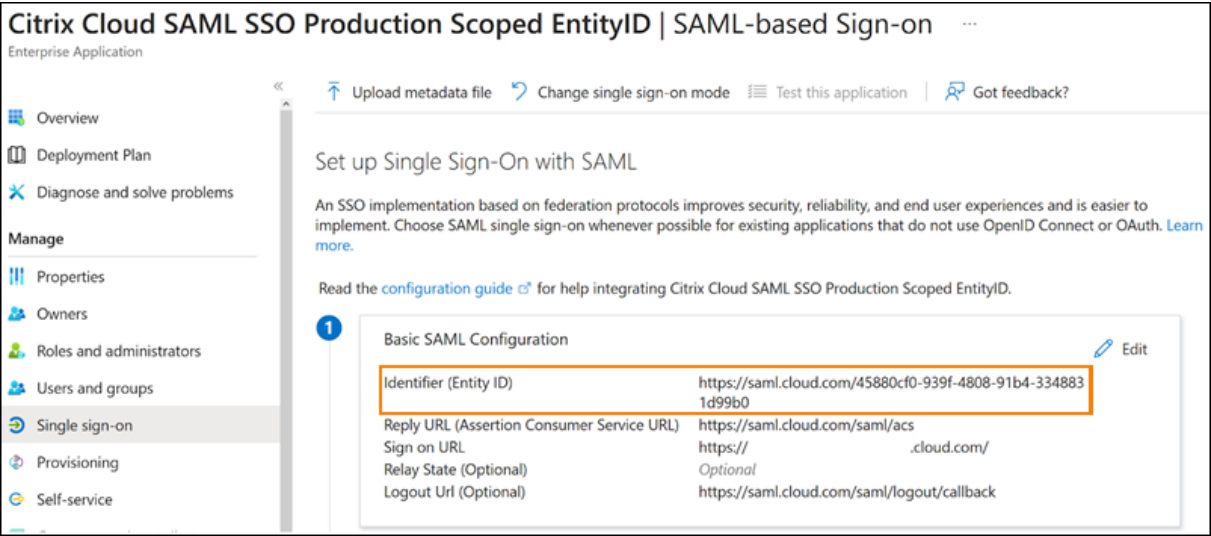 Citrix Cloud SAML SSO Production Scoped EntityID | SAML-based Sign-on ...
Enterprise Application
«
Overview
Deployment Plan
Diagnose and solve problems
Manage
Properties
Owners
Roles and administrators
Users and groups
Single sign-on
Provisioning
Self-service
Upload metadata file Change single sign-on mode Test this application | Got feedback?
Set up Single Sign-On with SAML
An SSO implementation based on federation protocols improves security, reliability, and end user experiences and is easier to
implement. Choose SAML single sign-on whenever possible for existing applications that do not use OpenID Connect or OAuth. Learn
more.
Read the configuration guide for help integrating Citrix Cloud SAML SSO Production Scoped EntityID.
1
Basic SAML Configuration
Edit
Identifier (Entity ID) https://saml.cloud.com/45880cf0-939f-4808-91b4-334883
1d99b0
Reply URL (Assertion Consumer Service URL) https://saml.cloud.com/saml/acs
Sign on URL https:// .cloud.com/
Relay State (Optional) Optional
Logout Url (Optional) https://saml.cloud.com/saml/logout/callback